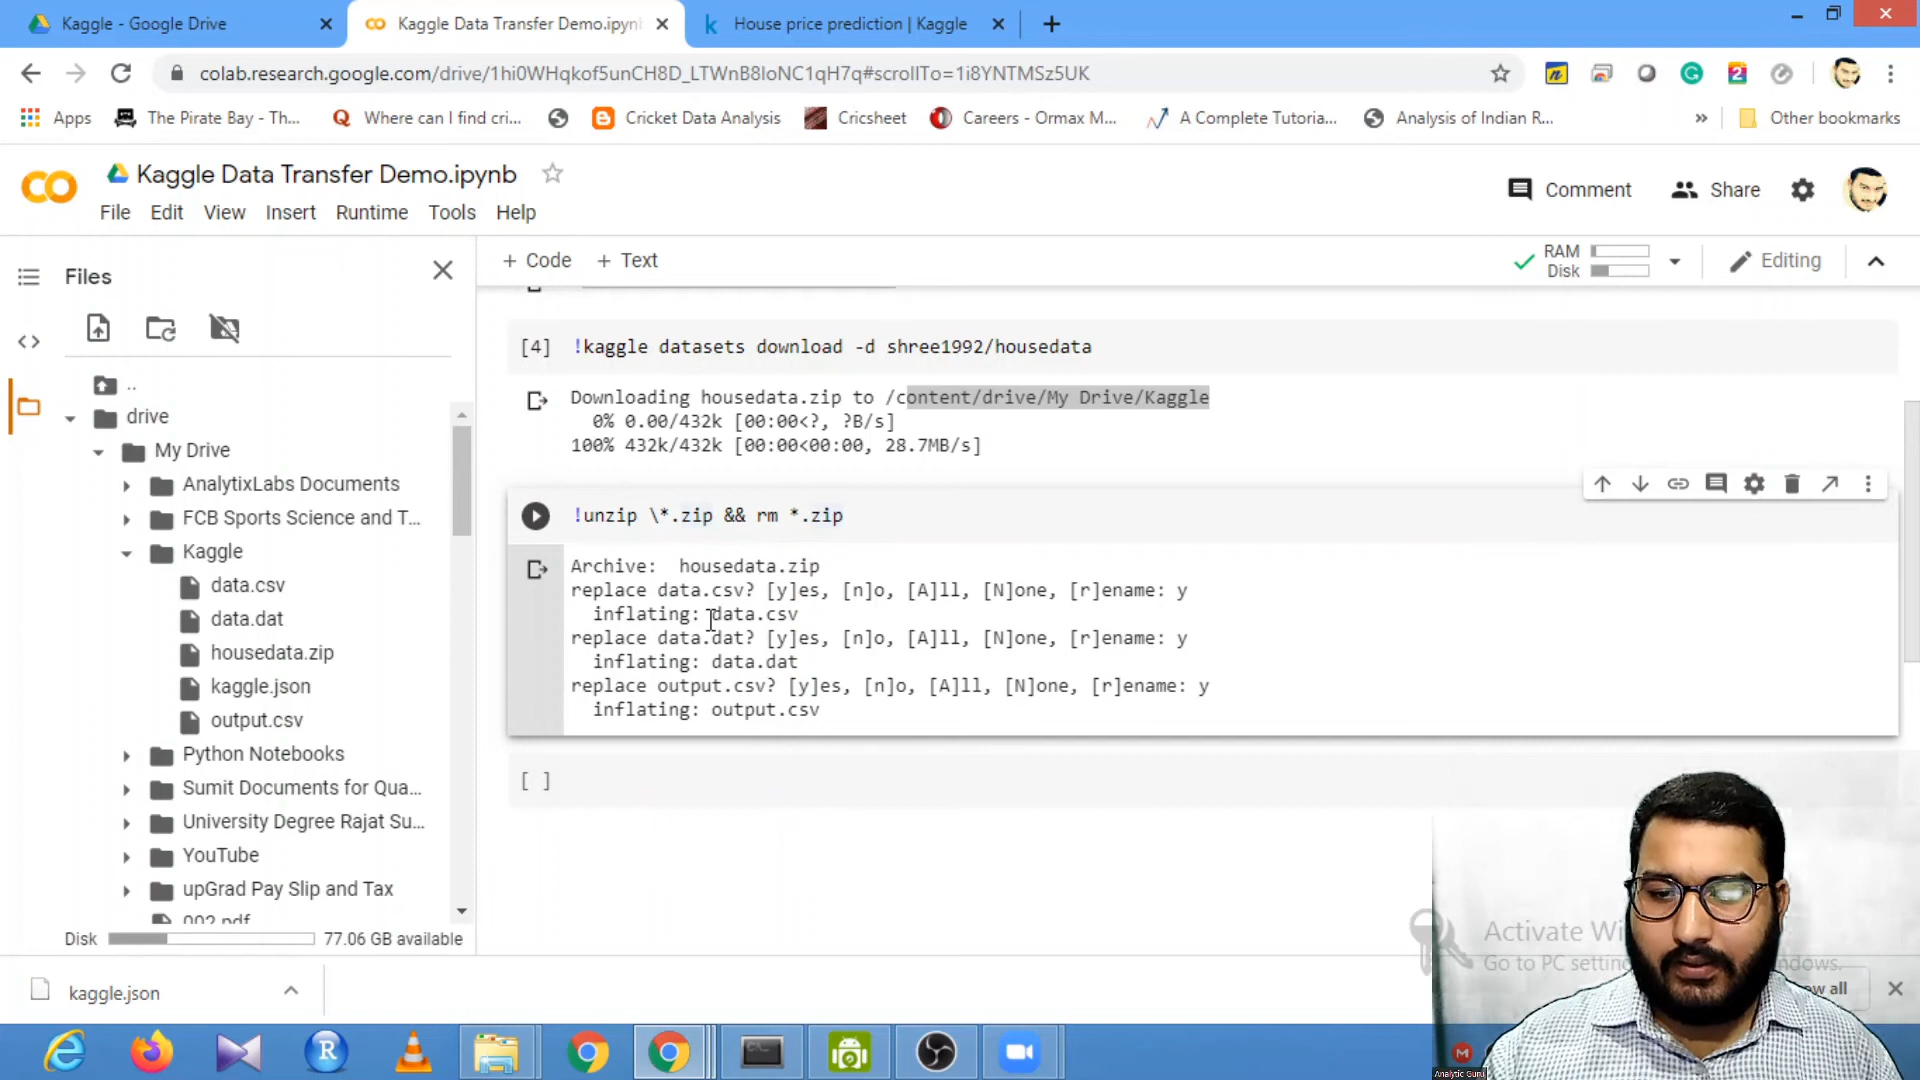 Kaggle - Google Drive
Kaggle Data Transfer Demo.ipyn
House price prediction | Kaggle
colab.research.google.com/drive/1hi0WHqkof5unCH8D_LTWnB8loNC1qH7q#scrollTo=1i8YNTMSz5UK
Apps
The Pirate Bay - Th...
Where can I find cri...
Cricket Data Analysis
Cricsheet
Careers - Ormax M...
A Complete Tutoria...
Analysis of Indian R...
»
Other bookmarks
Kaggle Data Transfer Demo.ipynb
File Edit View Insert Runtime Tools Help
Comment
Share
Files
+ Code + Text
RAM
Disk
Editing
..
drive
My Drive
AnalytixLabs Documents
FCB Sports Science and T...
Kaggle
data.csv
data.dat
housedata.zip
kaggle.json
output.csv
Python Notebooks
Sumit Documents for Qua...
University Degree Rajat Su...
YouTube
upGrad Pay Slip and Tax
002.pdf
Disk
77.06 GB available
[4] !kaggle datasets download -d shree1992/housedata
Downloading housedata.zip to /content/drive/My Drive/Kaggle
0% 0.00/432k [00:00<?, ?B/s]
100% 432k/432k [00:00<00:00, 28.7MB/s]
!unzip \*.zip && rm *.zip
Archive: housedata.zip
replace data.csv? [y]es, [n]o, [A]ll, [N]one, [r]ename: y
inflating: data.csv
replace data.dat? [y]es, [n]o, [A]ll, [N]one, [r]ename: y
inflating: data.dat
replace output.csv? [y]es, [n]o, [A]ll, [N]one, [r]ename: y
inflating: output.csv
[ ]
Activate Wi
Go to PC settin
ndows.
kaggle.json
ow all
Analytic Guru